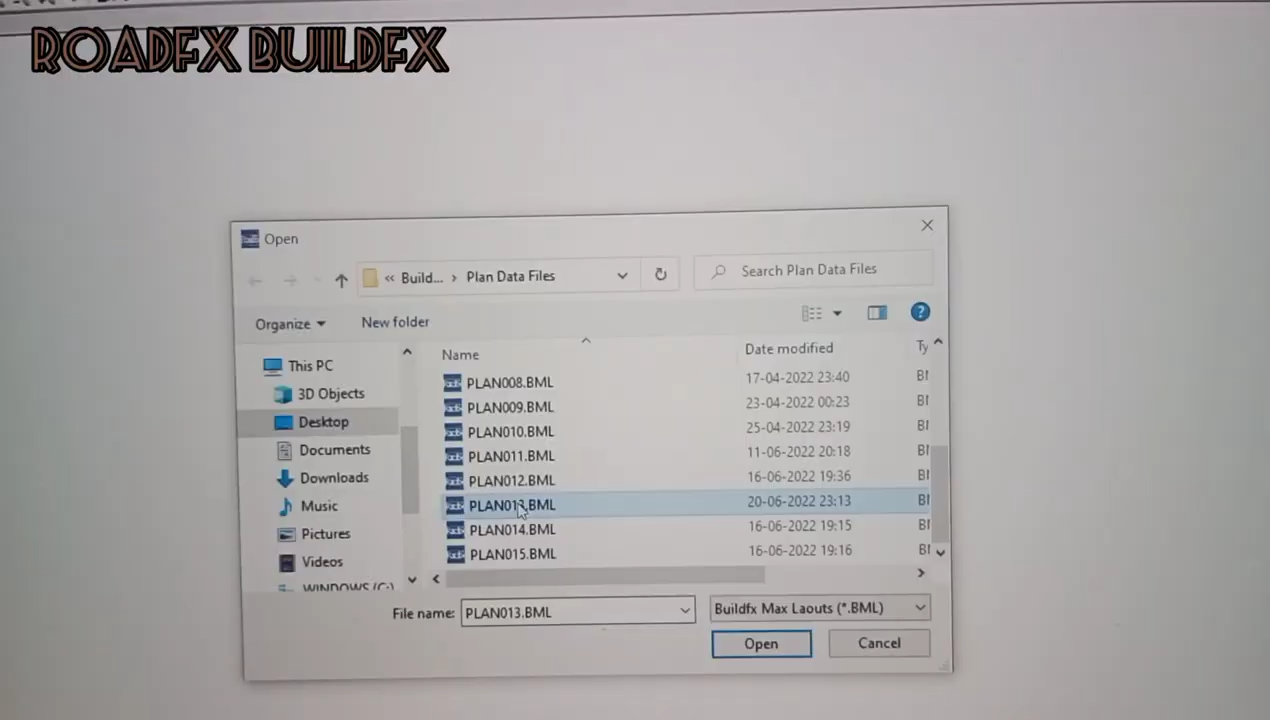 ROADFX BUILDFX
Open
« Build... > Plan Data Files
Search Plan Data Files
Organize
New folder
This PC
3D Objects
Desktop
Documents
Downloads
Music
Pictures
Videos
WINDOWS (C:)
Name Date modified Ty
PLAN008.BML 17-04-2022 23:40 BI
PLAN009.BML 23-04-2022 00:23 BI
PLAN010.BML 25-04-2022 23:19 BI
PLAN011.BML 11-06-2022 20:18 BI
PLAN012.BML 16-06-2022 19:36 BI
PLAN013.BML 20-06-2022 23:13 BI
PLAN014.BML 16-06-2022 19:15 BI
PLAN015.BML 16-06-2022 19:16 BI
File name: PLAN013.BML
Buildfx Max Laouts (*.BML)
Open
Cancel